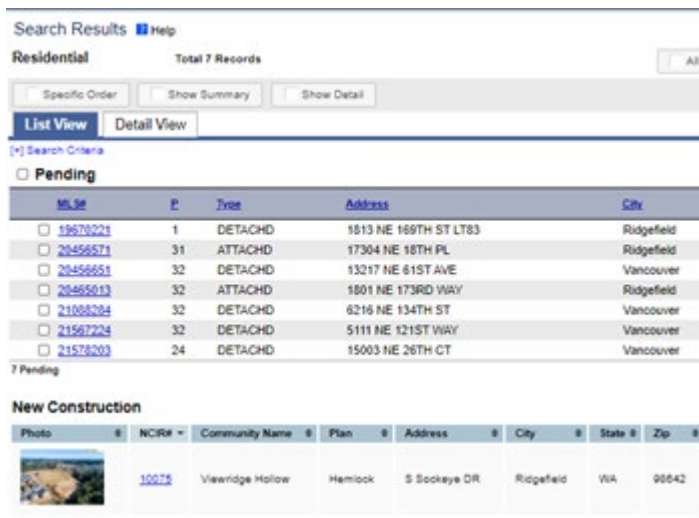 Search Results ? Help
Residential Total 7 Records All
Specific Order Show Summary Show Detail
List View Detail View
[+] Search Criteria
Pending
MLS# P Type Address City
19670221 1 DETACHD 1813 NE 169TH ST LT83 Ridgefield
20456571 31 ATTACHD 17304 NE 18TH PL Ridgefield
20456651 32 DETACHD 13217 NE 61ST AVE Vancouver
20465013 32 ATTACHD 1801 NE 173RD WAY Ridgefield
21088284 32 DETACHD 6216 NE 134TH ST Vancouver
21567224 32 DETACHD 5111 NE 121ST WAY Vancouver
21578203 24 DETACHD 15003 NE 26TH CT Vancouver
7 Pending
New Construction
Photo NCIR# Community Name Plan Address City State Zip
10075 Viewridge Hollow Hemlock S Sockeye DR Ridgefield WA 98642